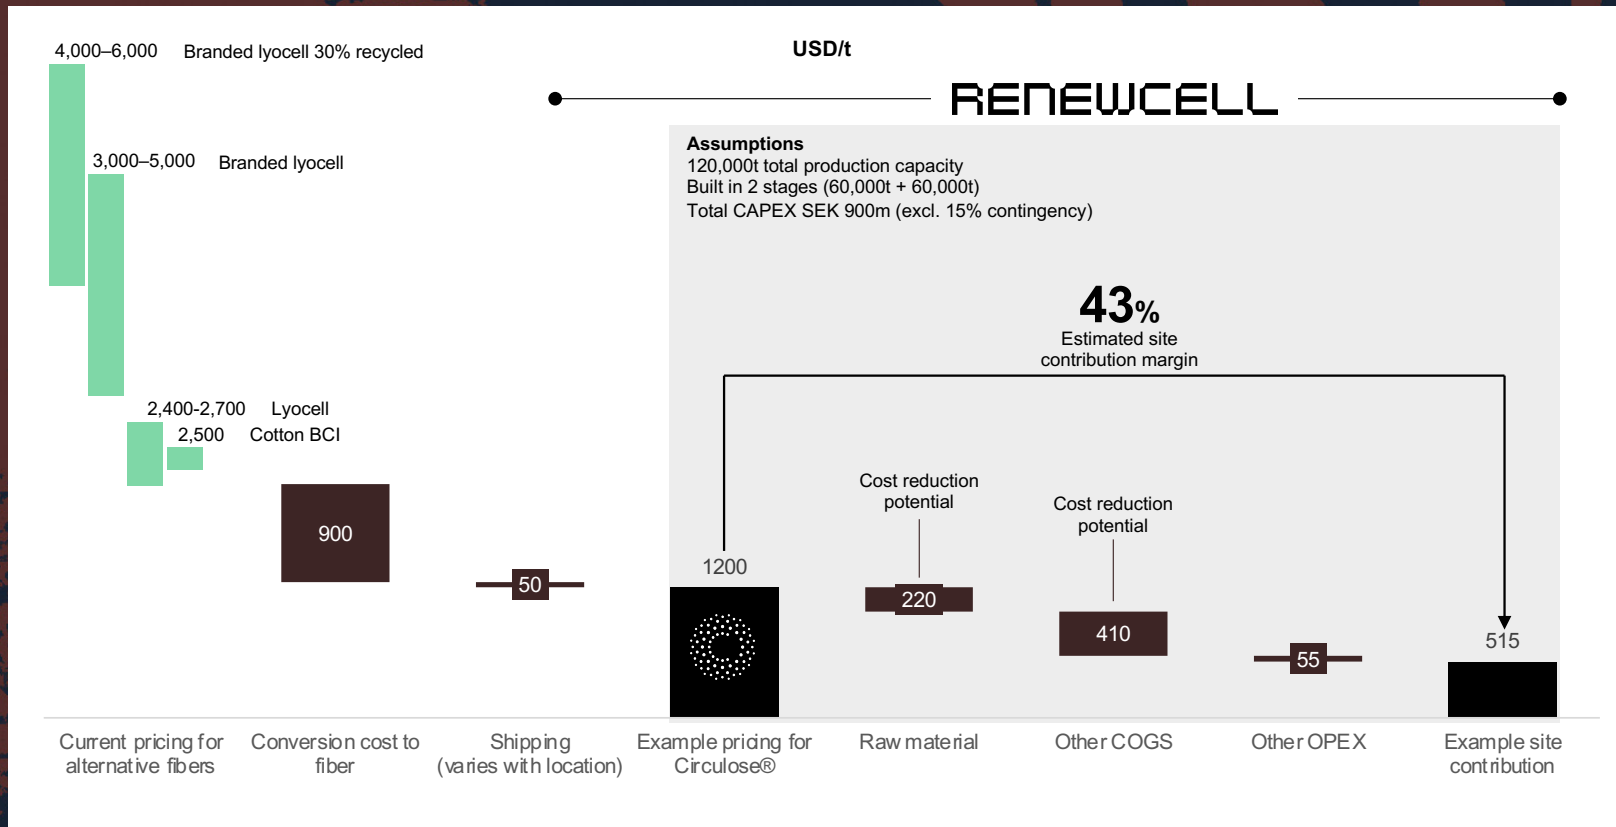 USD/t
4,000–6,000 Branded lyocell 30% recycled
RENEWCELL
3,000–5,000 Branded lyocell
Assumptions
120,000t total production capacity
Built in 2 stages (60,000t + 60,000t)
Total CAPEX SEK 900m (excl. 15% contingency)
43%
Estimated site
contribution margin
2,400-2,700 Lyocell
2,500 Cotton BCI
900
50
1200
Cost reduction
potential
220
Cost reduction
potential
410
55
515
Current pricing for
alternative fibers
Conversion cost to
fiber
Shipping
(varies with location)
Example pricing for
Circulose®
Raw material
Other COGS
Other OPEX
Example site
contribution